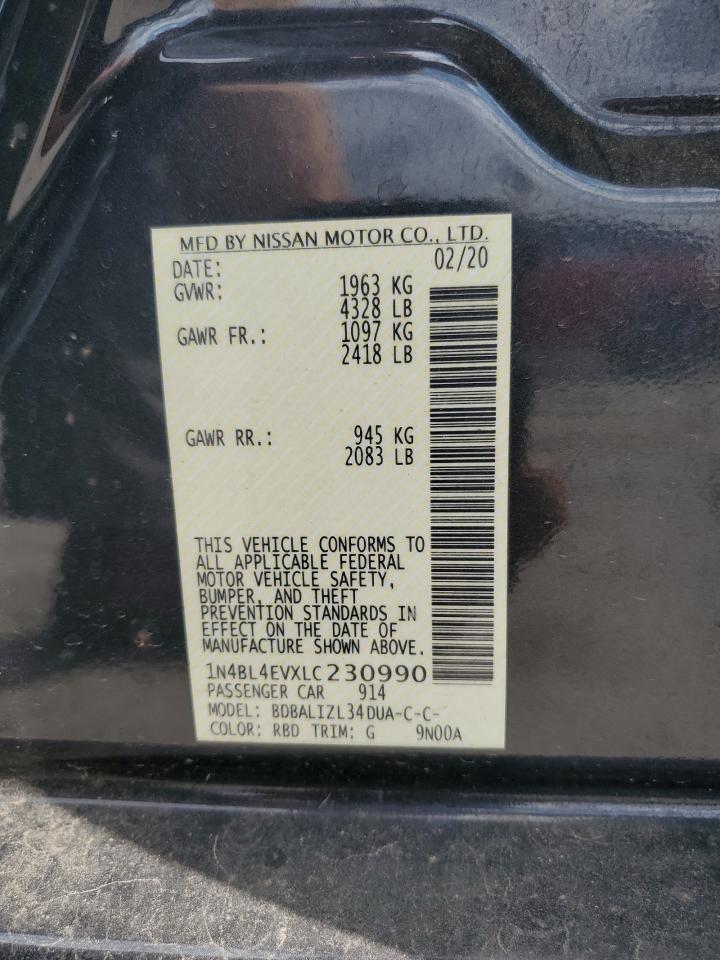 MFD BY NISSAN MOTOR CO., LTD.
DATE: 02/20
GVWR: 1963 KG
4328 LB
GAWR FR.: 1097 KG
2418 LB
GAWR RR.: 945 KG
2083 LB
THIS VEHICLE CONFORMS TO
ALL APPLICABLE FEDERAL
MOTOR VEHICLE SAFETY,
BUMPER, AND THEFT
PREVENTION STANDARDS IN
EFFECT ON THE DATE OF
MANUFACTURE SHOWN ABOVE.
1N4BL4EVXLC230990
PASSENGER CAR 914
MODEL: BDBALIZL34DUA-C-C-
COLOR: RBD TRIM: G 9N00A